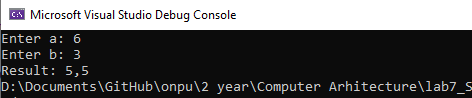 Microsoft Visual Studio Debug Console
Enter a: 6
Enter b: 3
Result: 5,5
D:\Documents\GitHub\onpu\2 year\Computer Arhitecture\lab7_S